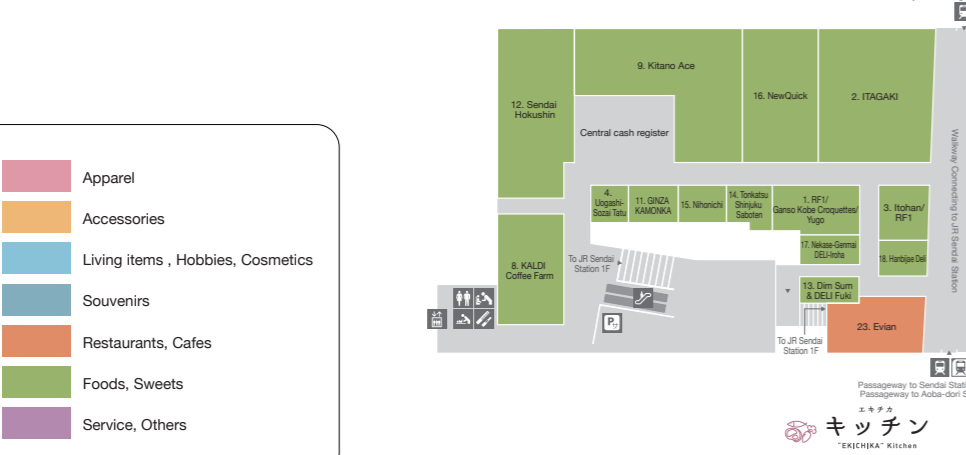 Apparel
Accessories
Living items , Hobbies, Cosmetics
Souvenirs
Restaurants, Cafes
Foods, Sweets
Service, Others
9. Kitano Ace
16. NewQuick
2. ITAGAKI
12. Sendai
Hokushin
Central cash register
4.
Uogashi-
Sozai Tatu
11. GINZA
KAMONKA
15. Nihonichi
14. Tonkatsu
Shinjuku
Saboten
1. RF1/
Ganso Kobe Croquettes/
Yugo
3. Itohan/
RF1
17. Nekase-Genmai
DELI-Iroha
18. Hanbijae Deli
8. KALDI
Coffee Farm
To JR Sendai
Station 1F
13. Dim Sum
& DELI Fuki
23. Evian
To JR Sendai
Station 1F
P
Walkway Connecting to JR Sendai Station
Passageway to Sendai Stati
Passageway to Aoba-dori S
エキチカ
キッチン
"EKICHIKA" Kitchen